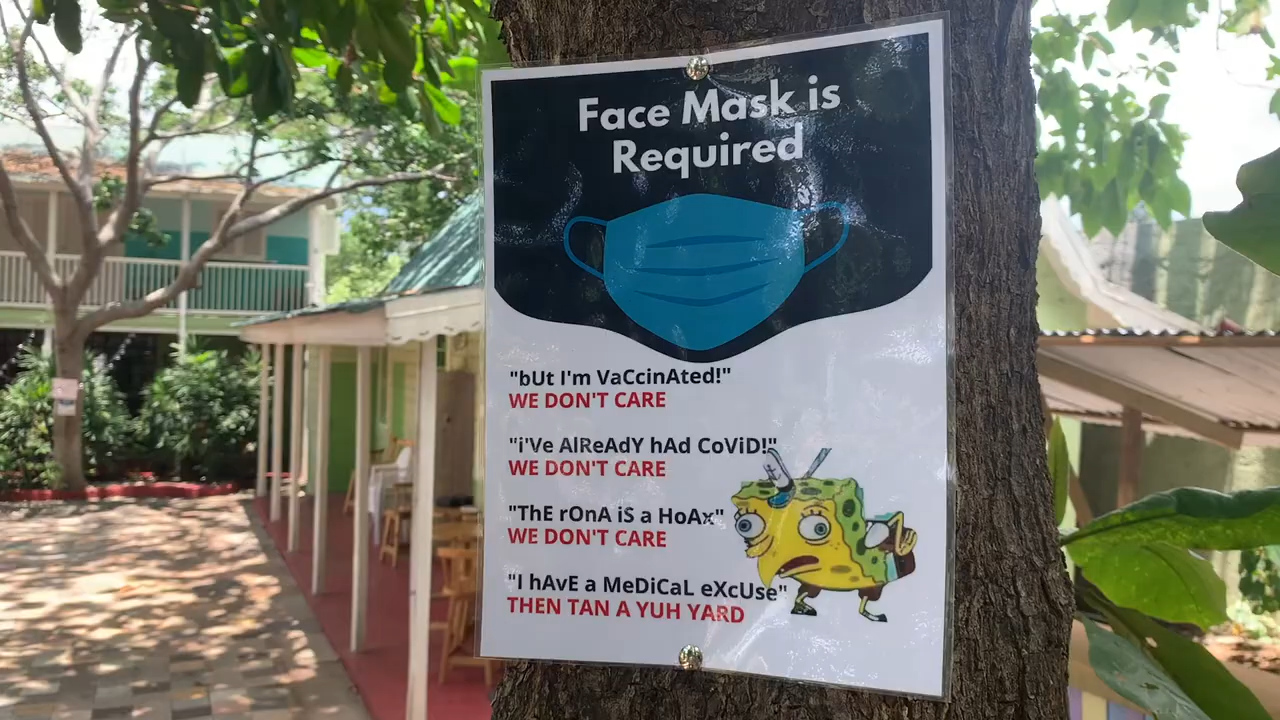 Face Mask is
Required
"bUt I'm VaCcinAted!"
WE DON'T CARE
"i'Ve AlReAdY hAd CoViD!"
WE DON'T CARE
"ThE rOnA iS a HoAx"
WE DON'T CARE
"I hAvE a MeDiCaL eXcUse"
THEN TAN A YUH YARD